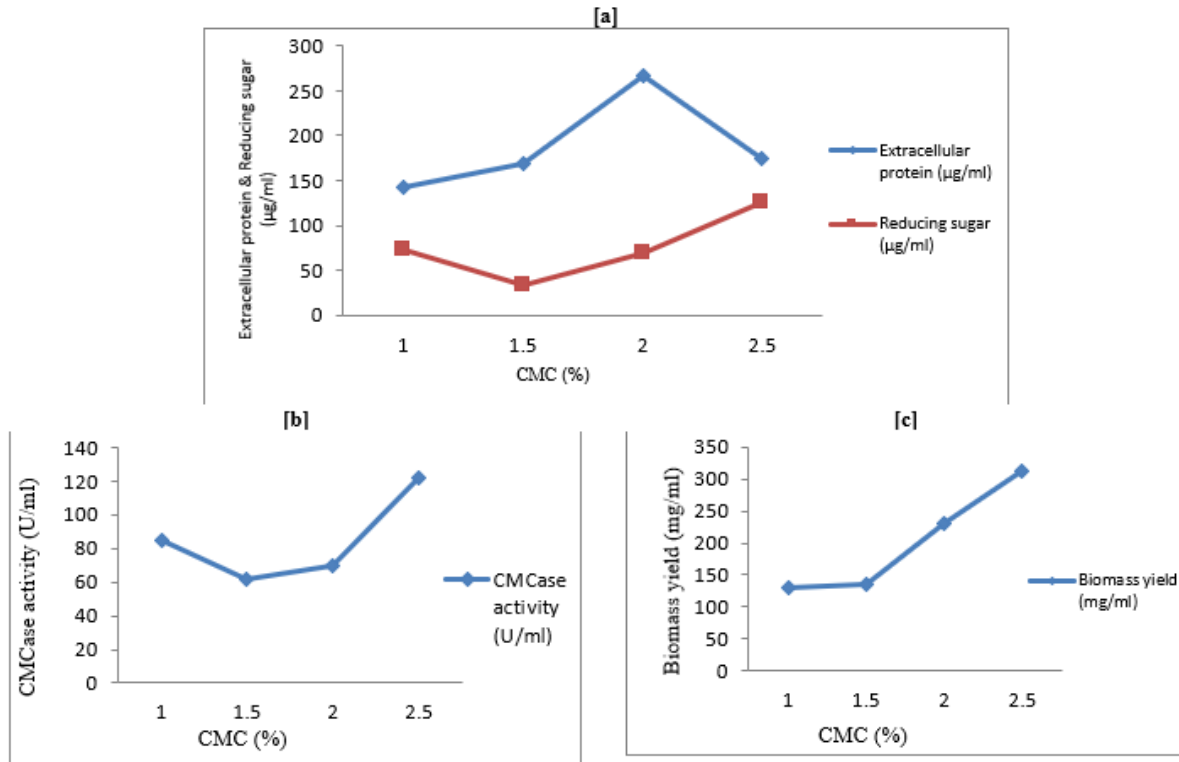 [a]
Extracellular protein & Reducing sugar
(µg/ml)
300
250
200
150
100
50
0
1 1.5 2 2.5
CMC (%)
Extracellular
protein (µg/ml)
Reducing sugar
(µg/ml)
[b]
CMCase activity (U/ml)
140
120
100
80
60
40
20
0
1 1.5 2 2.5
CMC (%)
CMCase
activity
(U/ml)
[c]
Biomass yield (mg/ml)
350
300
250
200
150
100
50
0
1 1.5 2 2.5
CMC (%)
Biomass yield
(mg/ml)